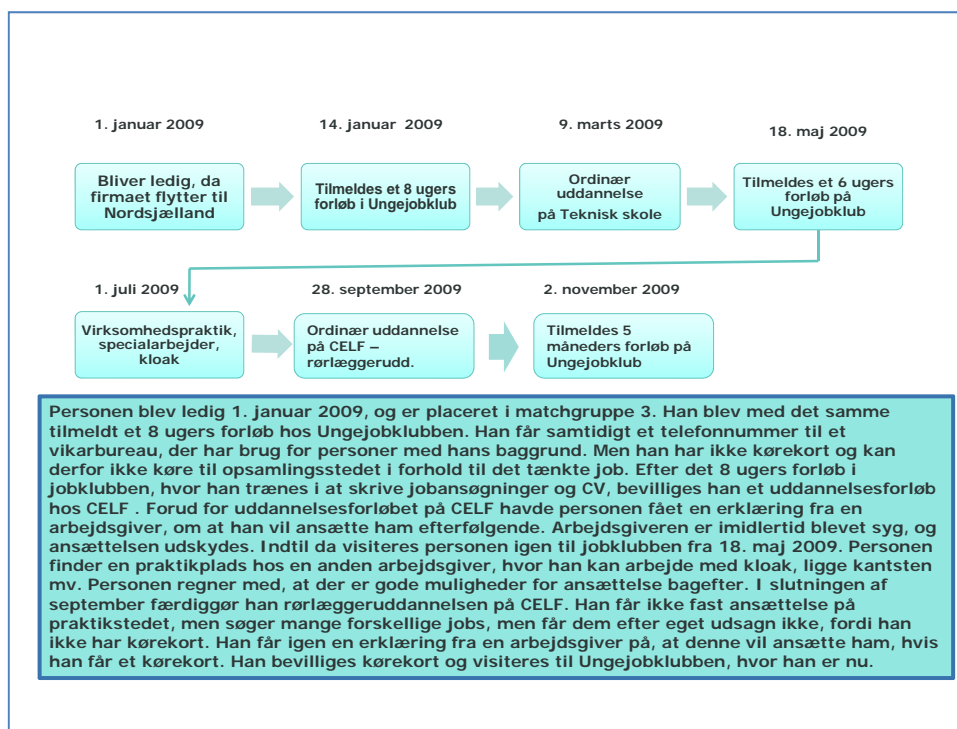 1. januar 2009
14. januar 2009
9. marts 2009
18. maj 2009
Bliver ledig, da
firmaet flytter til
Nordsjælland
Tilmeldes et 8 ugers
forløb i Ungejobklub
Ordinær
uddannelse
på Teknisk skole
Tilmeldes et 6 ugers
forløb på
Ungejobklub
1. juli 2009
28. september 2009
2. november 2009
Virksomhedspraktik,
specialarbejder,
kloak
Ordinær uddannelse
på CELF –
rørlæggerudd.
Tilmeldes 5
måneders forløb på
Ungejobklub
Personen blev ledig 1. januar 2009, og er placeret i matchgruppe 3. Han blev med det samme
tilmeldt et 8 ugers forløb hos Ungejobklubben. Han får samtidigt et telefonnummer til et
vikarbureau, der har brug for personer med hans baggrund. Men han har ikke kørekort og kan
derfor ikke køre til opsamlingsstedet i forhold til det tænkte job. Efter det 8 ugers forløb i
jobklubben, hvor han trænes i at skrive jobansøgninger og CV, bevilliges han et uddannelsesforløb
hos CELF . Forud for uddannelsesforløbet på CELF havde personen fået en erklæring fra en
arbejdsgiver, om at han vil ansætte ham efterfølgende. Arbejdsgiveren er imidlertid blevet syg, og
ansættelsen udskydes. Indtil da visiteres personen igen til jobklubben fra 18. maj 2009. Personen
finder en praktikplads hos en anden arbejdsgiver, hvor han kan arbejde med kloak, ligge kantsten
mv. Personen regner med, at der er gode muligheder for ansættelse bagefter. I slutningen af
september færdiggør han rørlæggeruddannelsen på CELF. Han får ikke fast ansættelse på
praktikstedet, men søger mange forskellige jobs, men får dem efter eget udsagn ikke, fordi han
ikke har kørekort. Han får igen en erklæring fra en arbejdsgiver på, at denne vil ansætte ham, hvis
han får et kørekort. Han bevilliges kørekort og visiteres til Ungejobklubben, hvor han er nu.